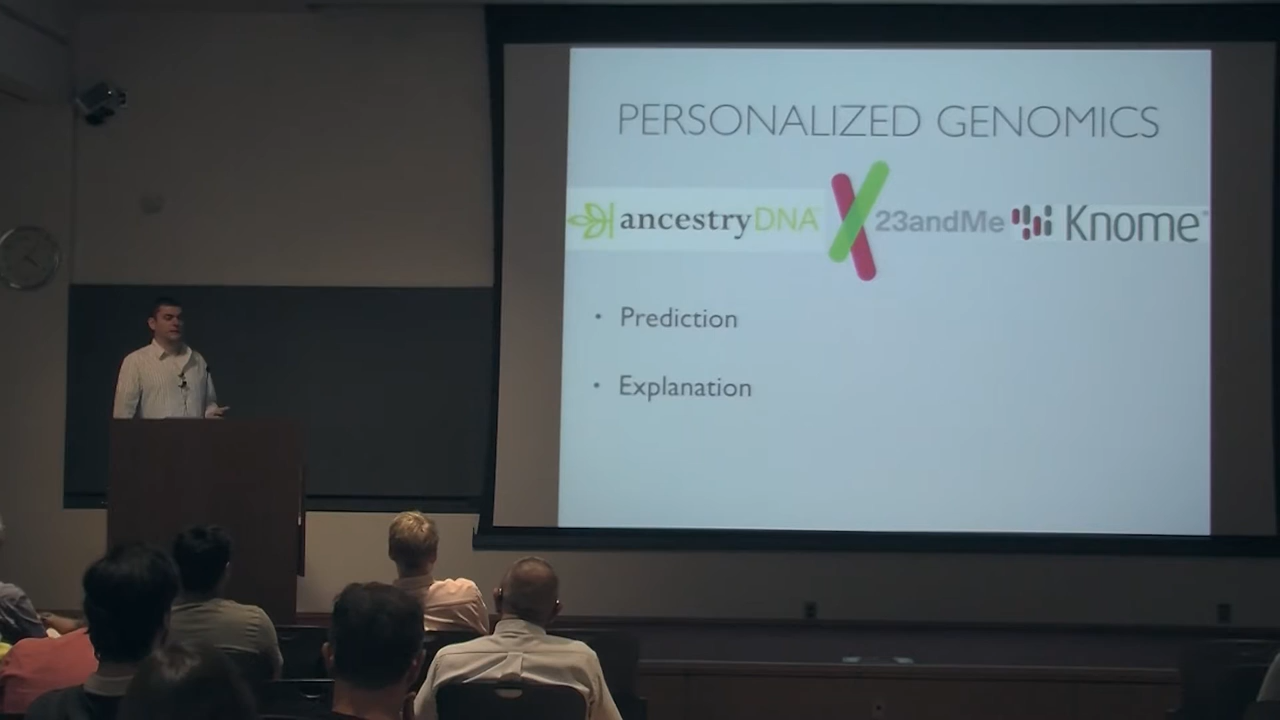 PERSONALIZED GENOMICS
ancestryDNA 23andMe Knome
• Prediction
• Explanation